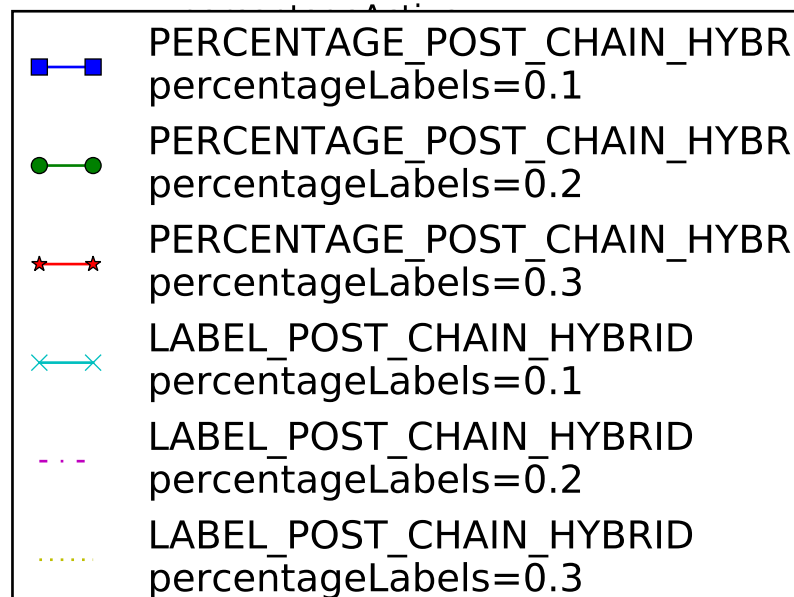 PERCENTAGE_POST_CHAIN_HYBR
percentageLabels=0.1
PERCENTAGE_POST_CHAIN_HYBR
percentageLabels=0.2
PERCENTAGE_POST_CHAIN_HYBR
percentageLabels=0.3
LABEL_POST_CHAIN_HYBRID
percentageLabels=0.1
LABEL_POST_CHAIN_HYBRID
percentageLabels=0.2
LABEL_POST_CHAIN_HYBRID
percentageLabels=0.3